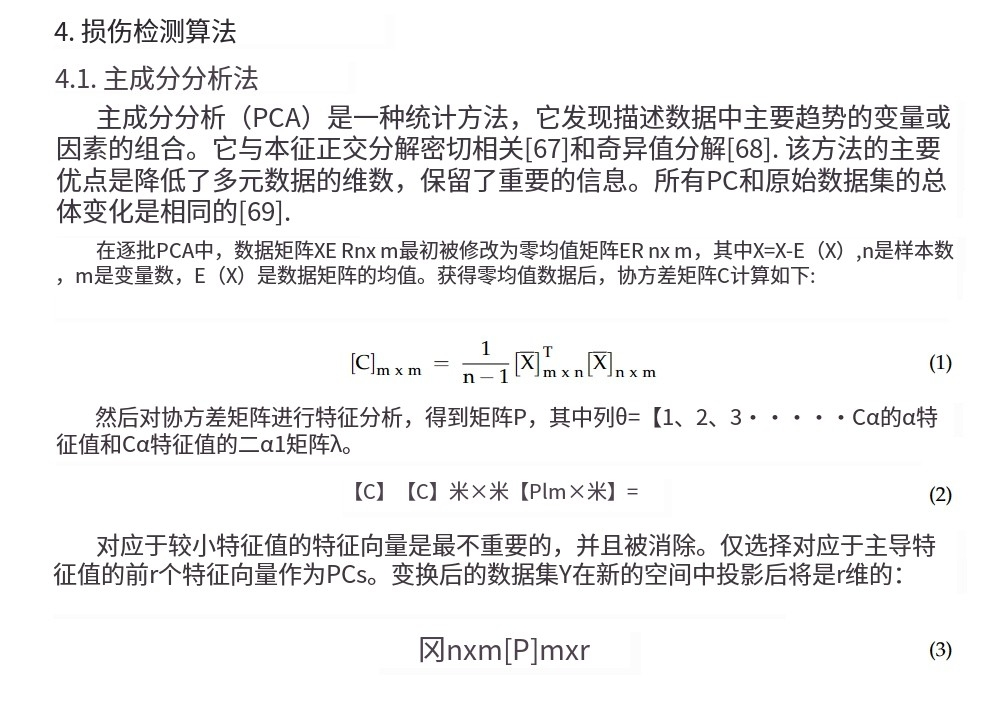 4. 损伤检测算法
4.1. 主成分分析法
主成分分析（PCA）是一种统计方法，它发现描述数据中主要趋势的变量或
因素的组合。它与本征正交分解密切相关[67]和奇异值分解[68]. 该方法的主要
优点是降低了多元数据的维数，保留了重要的信息。所有PC和原始数据集的总
体变化是相同的[69].
在逐批PCA中，数据矩阵XE Rnx m最初被修改为零均值矩阵ER nx m，其中X=X-E（X）,n是样本数
，m是变量数，E（X）是数据矩阵的均值。获得零均值数据后，协方差矩阵C计算如下:
[C]m x m = 1/(n − 1) [X̅]ᵀm x n [X̅]n x m (1)
然后对协方差矩阵进行特征分析，得到矩阵P，其中列θ=【1、2、3・・・・・Cα的α特
征值和Cα特征值的二α1矩阵λ。
【C】【C】米×米【Plm×米】= (2)
对应于较小特征值的特征向量是最不重要的，并且被消除。仅选择对应于主导特
征值的前r个特征向量作为PCs。变换后的数据集Y在新的空间中投影后将是r维的：
冈nxm[P]mxr (3)